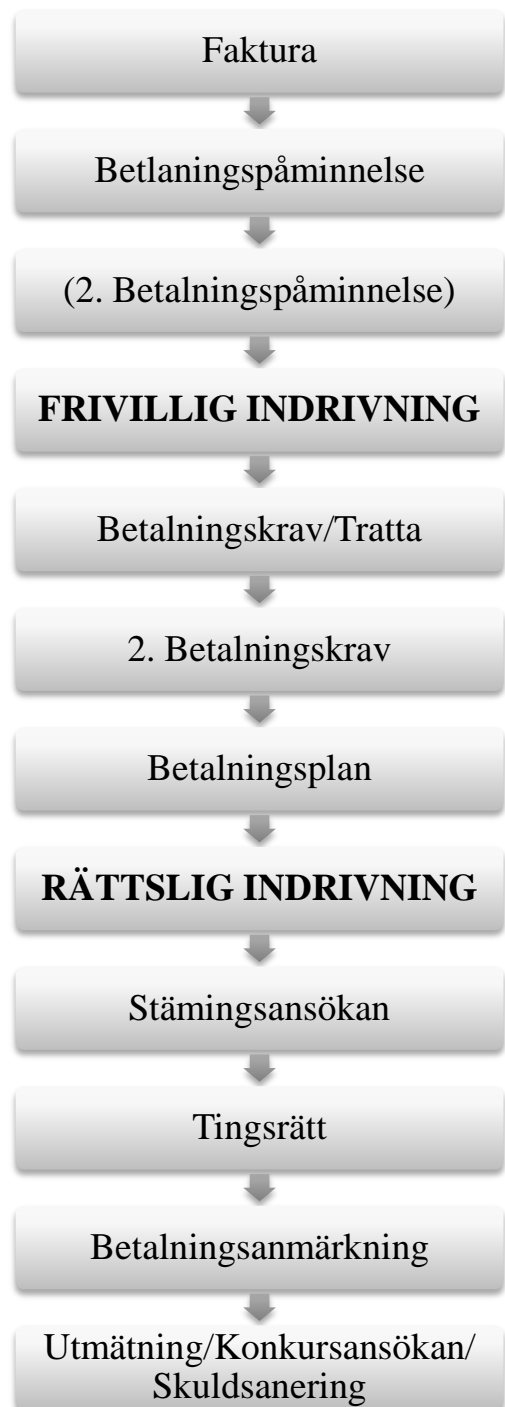 Faktura
Betlaningspåminnelse
(2. Betalningspåminnelse)
FRIVILLIG INDRIVNING
Betalningskrav/Tratta
2. Betalningskrav
Betalningsplan
RÄTTSLIG INDRIVNING
Stämingsansökan
Tingsrätt
Betalningsanmärkning
Utmätning/Konkursansökan/
Skuldsanering